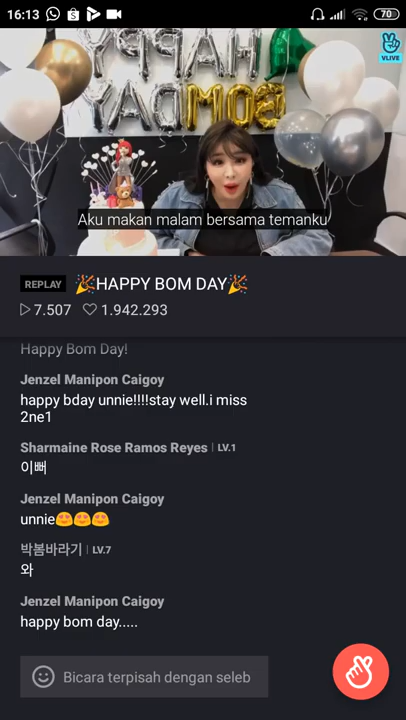 16:13
70
HAPPY
BOM DAY
VLIVE
Aku makan malam bersama temanku
REPLAY 🎉HAPPY BOM DAY🎉
7.507 1.942.293
Happy Bom Day!
Jenzel Manipon Caigoy
happy bday unnie!!!!stay well.i miss
2ne1
Sharmaine Rose Ramos Reyes LV.1
이뻐
Jenzel Manipon Caigoy
unnie😍😍😍
박봄바라기 LV.7
와
Jenzel Manipon Caigoy
happy bom day.....
Bicara terpisah dengan seleb